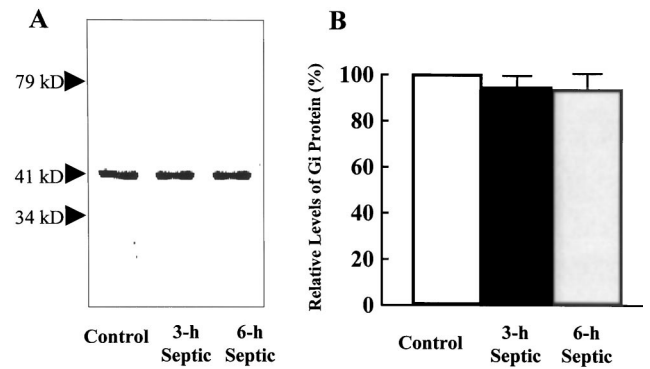 A
79 kD
41 kD
34 kD
Control
3-h
Septic
6-h
Septic
B
Relative Levels of Gi Protein (%)
100
80
60
40
20
0
Control
3-h
Septic
6-h
Septic